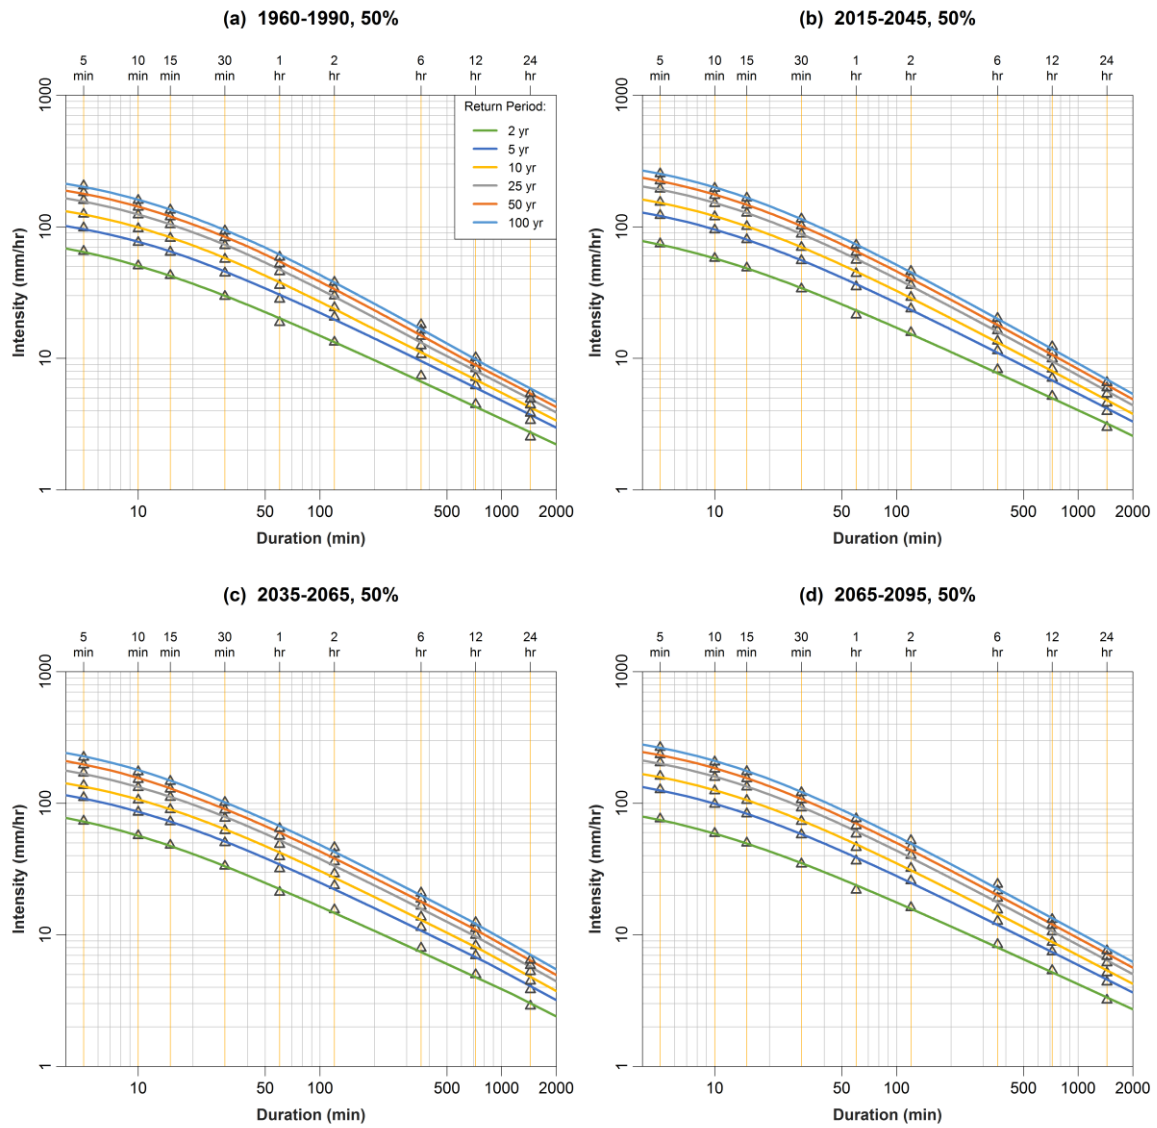 (a) 1960-1990, 50%
5 10 15 30 1 2 6 12 24
min min min min hr hr hr hr hr
1000
100
10
1
Intensity (mm/hr)
Return Period:
2 yr
5 yr
10 yr
25 yr
50 yr
100 yr
10 50 100 500 1000 2000
Duration (min)
(b) 2015-2045, 50%
5 10 15 30 1 2 6 12 24
min min min min hr hr hr hr hr
1000
100
10
1
Intensity (mm/hr)
10 50 100 500 1000 2000
Duration (min)
(c) 2035-2065, 50%
5 10 15 30 1 2 6 12 24
min min min min hr hr hr hr hr
1000
100
10
1
Intensity (mm/hr)
10 50 100 500 1000 2000
Duration (min)
(d) 2065-2095, 50%
5 10 15 30 1 2 6 12 24
min min min min hr hr hr hr hr
1000
100
10
1
Intensity (mm/hr)
10 50 100 500 1000 2000
Duration (min)